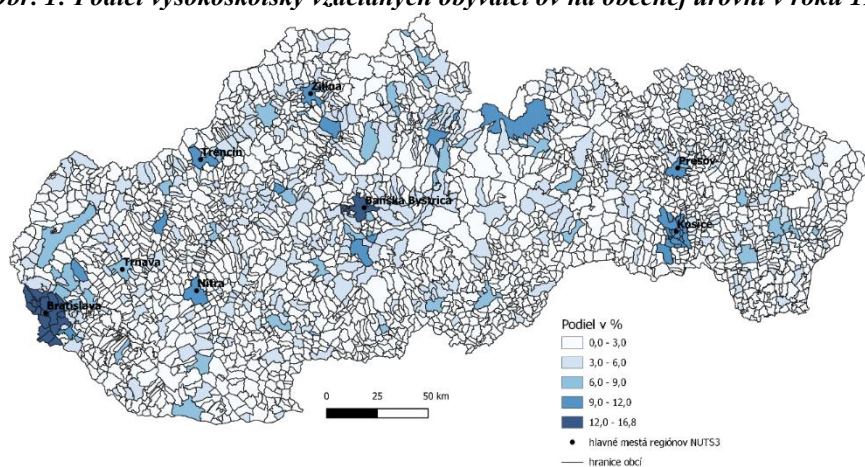 Podiel vysokoškolsky vzdelaných obyvateľov na obecnej úrovni v roku
Žilina
Trenčín
Prešov
Banská Bystrica
Košice
Trnava
Nitra
Bratislava
Podiel v %
0,0 - 3,0
3,0 - 6,0
6,0 - 9,0
9,0 - 12,0
12,0 - 16,8
hlavné mestá regiónov NUTS3
hranice obcí
0 25 50 km